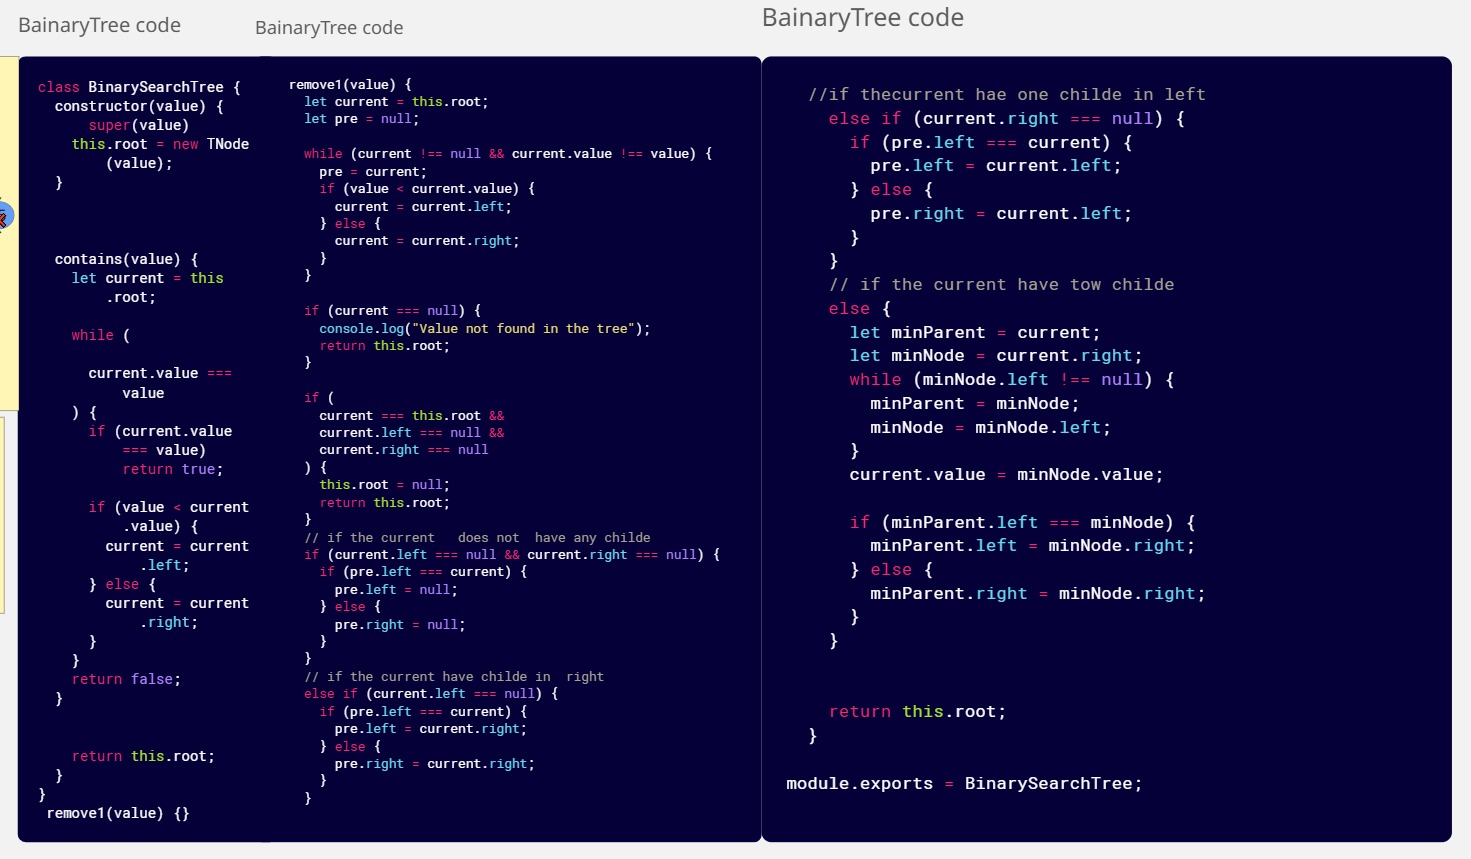 BainaryTree code
class BinarySearchTree {
constructor(value) {
super(value)
this.root = new TNode
(value);
}
contains(value) {
let current = this
.root;
while (
current.value ===
value
) {
if (current.value
=== value)
return true;
if (value < current
.value) {
current = current
.left;
} else {
current = current
.right;
}
}
return false;
}
return this.root;
}
}
remove1(value) {}
BainaryTree code
remove1(value) {
let current = this.root;
let pre = null;
while (current !== null && current.value !== value) {
pre = current;
if (value < current.value) {
current = current.left;
} else {
current = current.right;
}
}
if (current === null) {
console.log("Value not found in the tree");
return this.root;
}
if (
current === this.root &&
current.left === null &&
current.right === null
) {
this.root = null;
return this.root;
}
// if the current   does not  have any childe
if (current.left === null && current.right === null) {
if (pre.left === current) {
pre.left = null;
} else {
pre.right = null;
}
}
// if the current have childe in  right
else if (current.left === null) {
if (pre.left === current) {
pre.left = current.right;
} else {
pre.right = current.right;
}
}
BainaryTree code
//if thecurrent hae one childe in left
else if (current.right === null) {
if (pre.left === current) {
pre.left = current.left;
} else {
pre.right = current.left;
}
}
// if the current have tow childe
else {
let minParent = current;
let minNode = current.right;
while (minNode.left !== null) {
minParent = minNode;
minNode = minNode.left;
}
current.value = minNode.value;
if (minParent.left === minNode) {
minParent.left = minNode.right;
} else {
minParent.right = minNode.right;
}
}
return this.root;
}
module.exports = BinarySearchTree;